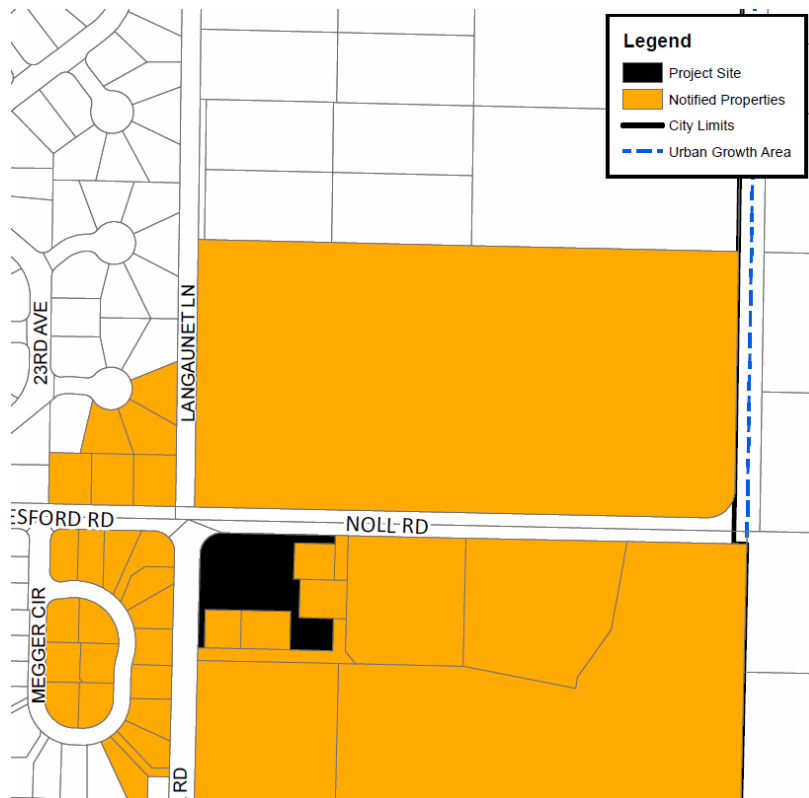 Legend
Project Site
Notified Properties
City Limits
Urban Growth Area
23RD AVE
LANGAUNET LN
ESFORD RD
NOLL RD
MEGGER CIR
RD